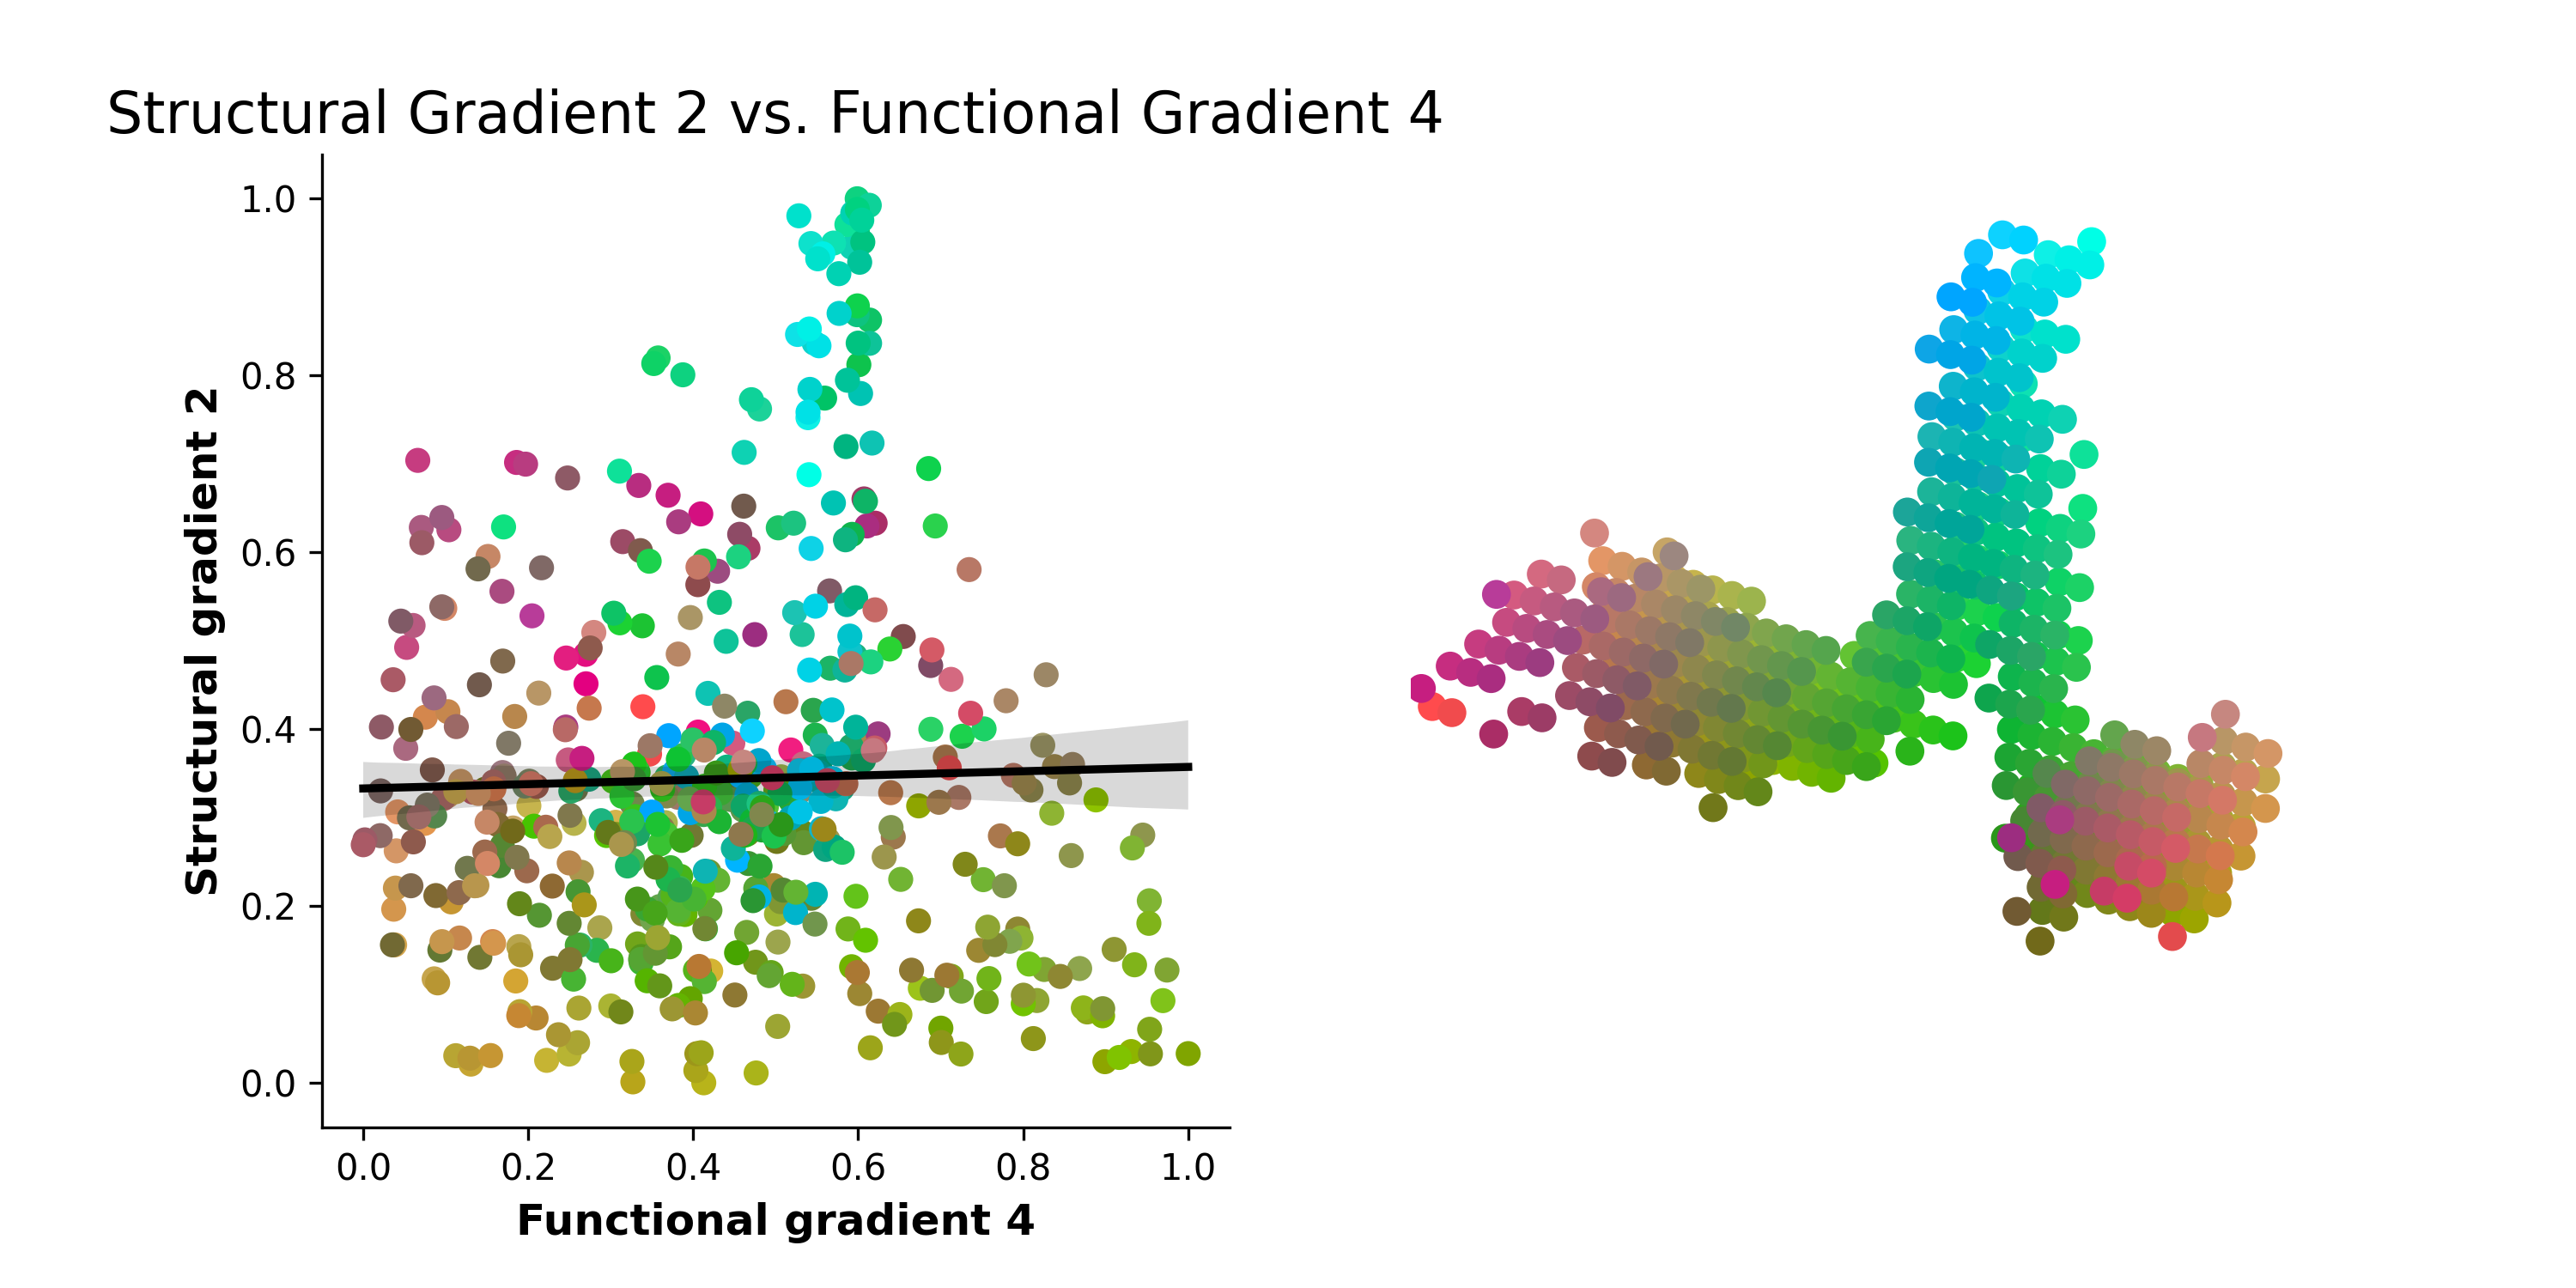 Structural Gradient 2 vs. Functional Gradient 4
1.0
0.8
0.6
0.4
0.2
0.0
Structural gradient 2
0.0 0.2 0.4 0.6 0.8 1.0
Functional gradient 4